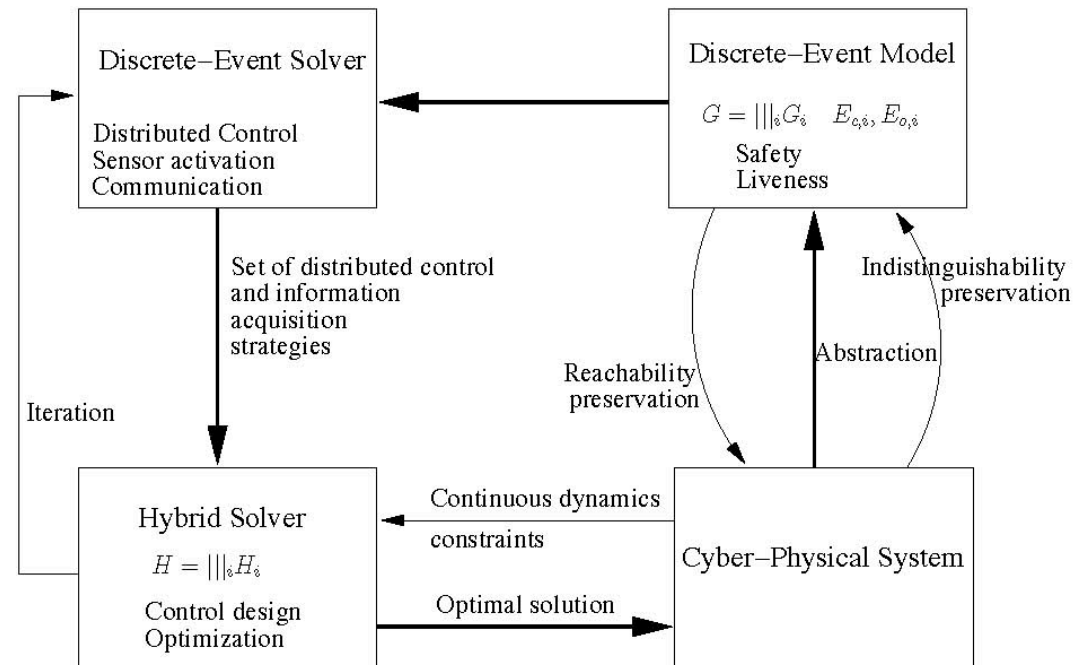 Discrete–Event Solver
Distributed Control
Sensor activation
Communication
Discrete–Event Model
G = |||ᵢGᵢ E_{c,i}, E_{o,i}
Safety
Liveness
Set of distributed control
and information
acquisition
strategies
Indistinguishability
preservation
Abstraction
Reachability
preservation
Iteration
Hybrid Solver
H = |||ᵢHᵢ
Control design
Optimization
Continuous dynamics
constraints
Optimal solution
Cyber–Physical System